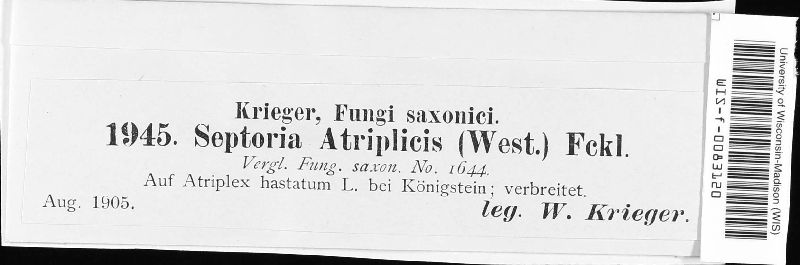 Krieger, Fungi saxonici.
1945. Septoria Atriplicis (West.) Fckl.
Vergl. Fung. saxon. No. 1644.
Auf Atriplex hastatum L. bei Königstein; verbreitet.
Aug. 1905.
leg. W. Krieger.
University of Wisconsin-Madison (WIS)
WIS-f-0083120